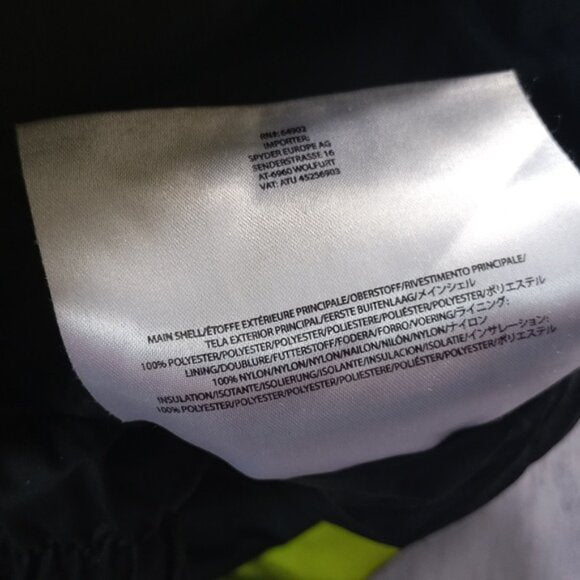 RN#: 64902
IMPORTER:
SPYDER EUROPE AG
SENDERSTRASSE 16
AT-6960 WOLFURT
VAT: ATU 45256903
MAIN SHELL/ÉTOFFE EXTÉRIEURE PRINCIPALE/OBERSTOFF/RIVESTIMENTO PRINCIPALE/
TELA EXTERIOR PRINCIPAL/EERSTE BUITENLAAG/メインシェル
100% POLYESTER/POLYESTER/POLYESTER/POLIESTERE/POLIÉSTER/POLYESTER/ポリエステル
LINING/DOUBLURE/FUTTERSTOFF/FODERA/FORRO/VOERING/ライニング:
100% NYLON/NYLON/NYLON/NAILON/NILÓN/NYLON/ナイロン
INSULATION/ISOTANTE/ISOLIERUNG/ISOLANTE/INSULACION/ISOLATIE/インサレーション:
100% POLYESTER/POLYESTER/POLYESTER/POLIESTERE/POLIÉSTER/POLYESTER/ポリエステル